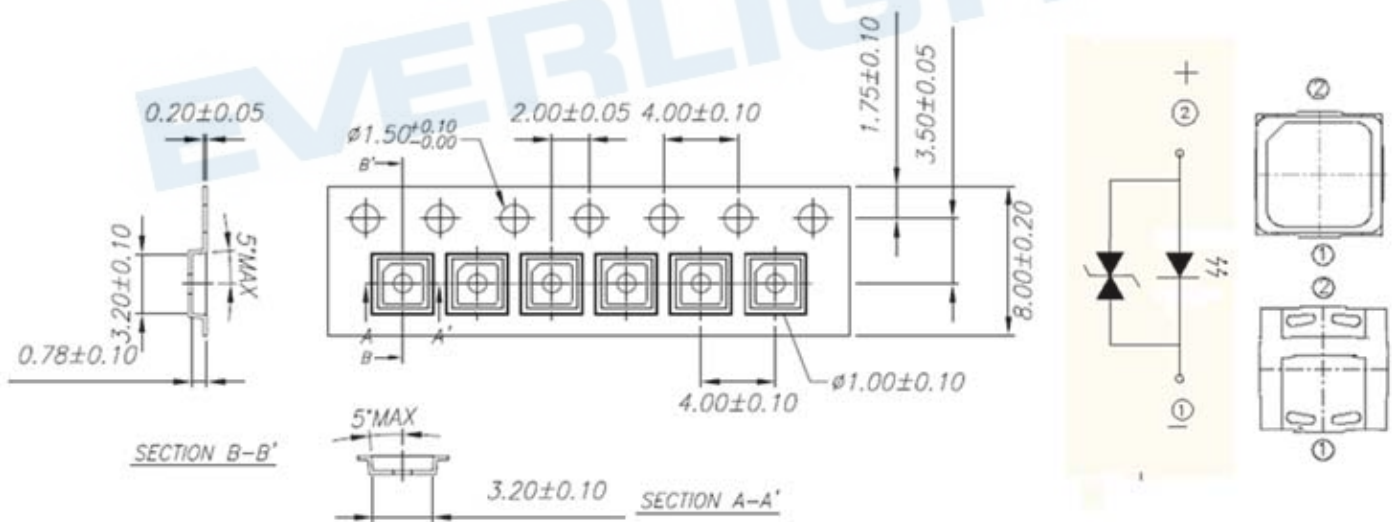 EVERLIGH
0.20±0.05
ø1.50+0.10
-0.00
2.00±0.05
4.00±0.10
1.75±0.10
3.50±0.05
B'
3.20±0.10
5°MAX
0.78±0.10
A
A'
B
8.00±0.20
ø1.00±0.10
4.00±0.10
SECTION B-B'
5°MAX
3.20±0.10
SECTION A-A'
+
②
①
②
①
②
①